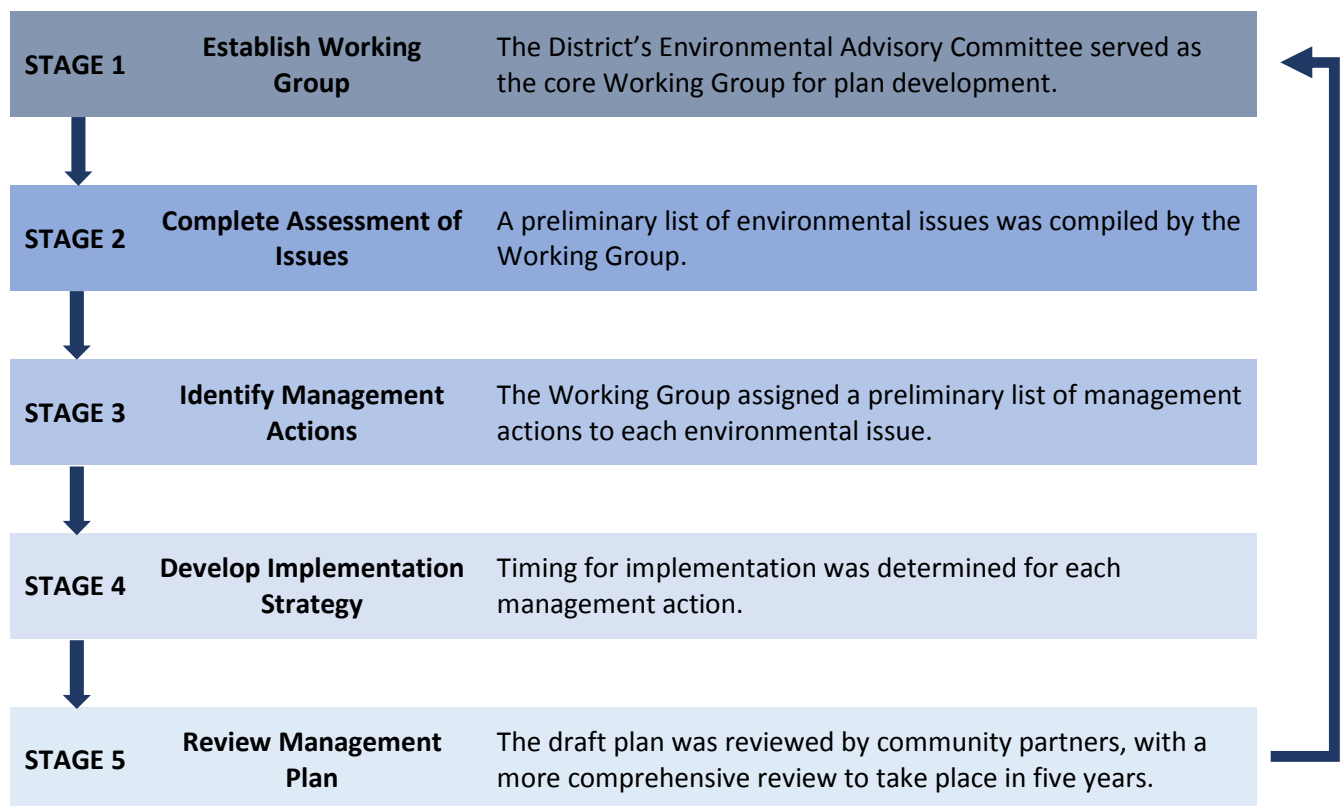 STAGE 1
Establish Working
Group
The District's Environmental Advisory Committee served as
the core Working Group for plan development.
STAGE 2
Complete Assessment of
Issues
A preliminary list of environmental issues was compiled by the
Working Group.
STAGE 3
Identify Management
Actions
The Working Group assigned a preliminary list of management
actions to each environmental issue.
STAGE 4
Develop Implementation
Strategy
Timing for implementation was determined for each
management action.
STAGE 5
Review Management
Plan
The draft plan was reviewed by community partners, with a
more comprehensive review to take place in five years.